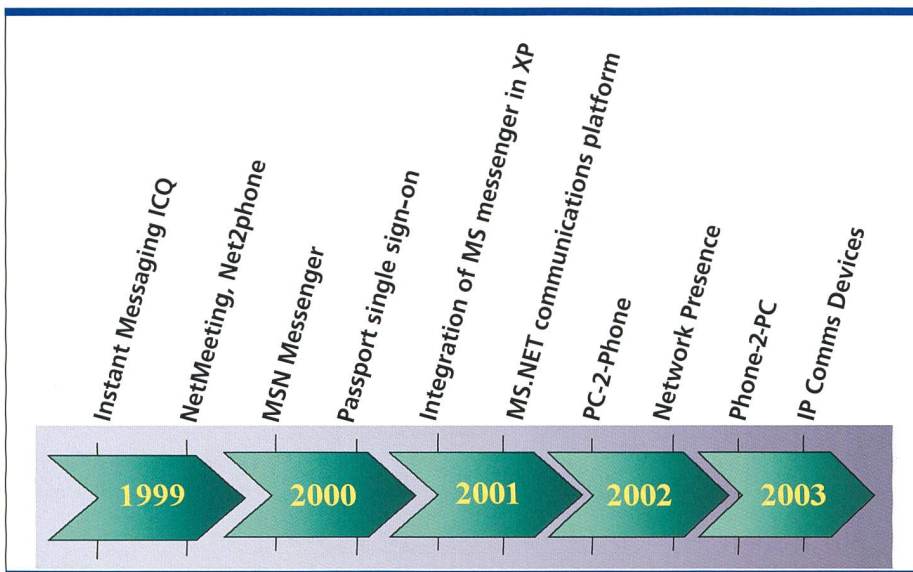 Instant Messaging ICQ
NetMeeting, Net2phone
MSN Messenger
Passport single sign-on
Integration of MS messenger in XP
MS.NET communications platform
PC-2-Phone
Network Presence
Phone-2-PC
IP Comms Devices
1999
2000
2001
2002
2003